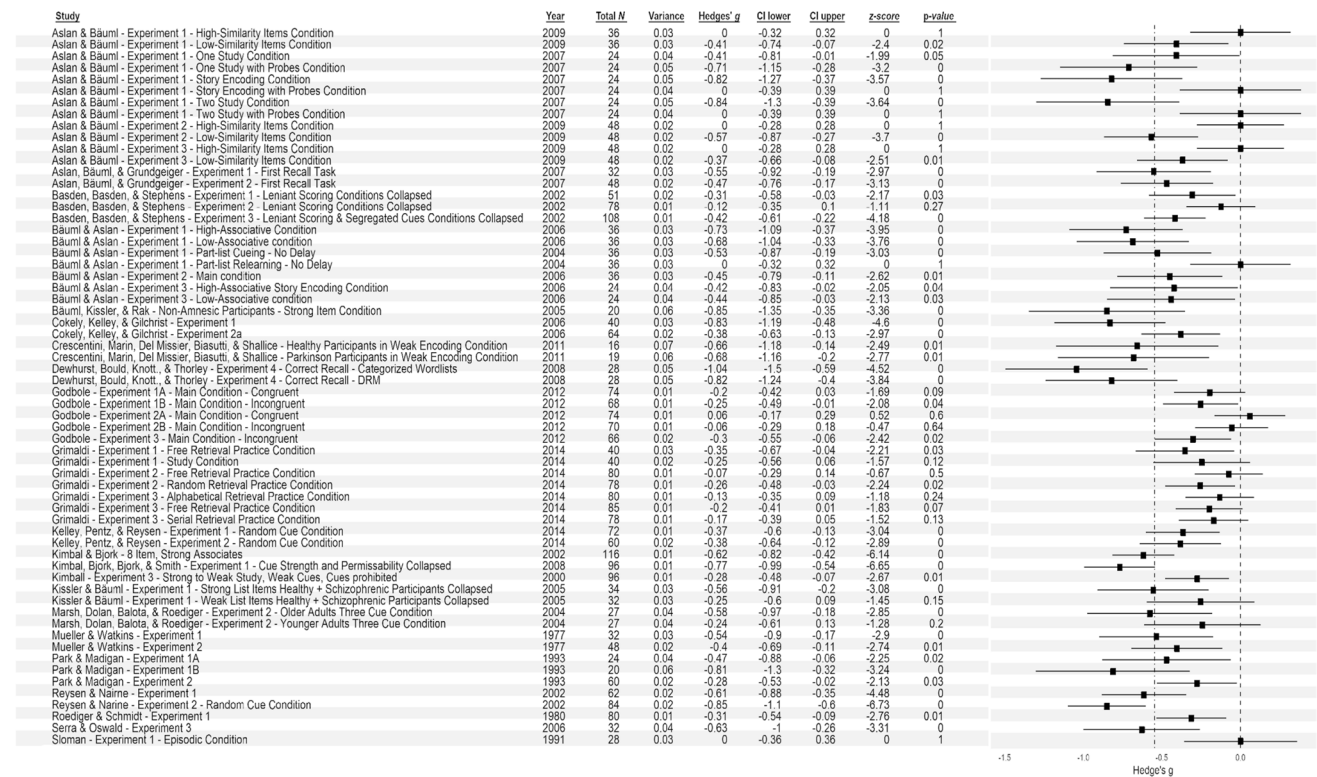 Study Year Total N Variance Hedges' g CI lower CI upper z-score p-value
Aslan & Bäuml - Experiment 1 - High-Similarity Items Condition 2009 36 0.03 0 -0.32 0.32 0 1
Aslan & Bäuml - Experiment 1 - Low-Similarity Items Condition 2009 36 0.03 -0.41 -0.74 -0.07 -2.4 0.02
Aslan & Bäuml - Experiment 1 - One Study Condition 2007 24 0.04 -0.41 -0.81 -0.01 -1.99 0.05
Aslan & Bäuml - Experiment 1 - One Study with Probes Condition 2007 24 0.05 -0.71 -1.15 -0.28 -3.2 0
Aslan & Bäuml - Experiment 1 - Story Encoding Condition 2007 24 0.05 -0.82 -1.27 -0.37 -3.57 0
Aslan & Bäuml - Experiment 1 - Story Encoding with Probes Condition 2007 24 0.04 0 -0.39 0.39 0 1
Aslan & Bäuml - Experiment 1 - Two Study Condition 2007 24 0.05 -0.84 -1.3 -0.39 -3.64 0
Aslan & Bäuml - Experiment 1 - Two Study with Probes Condition 2007 24 0.04 0 -0.39 0.39 0 1
Aslan & Bäuml - Experiment 2 - High-Similarity Items Condition 2009 48 0.02 0 -0.28 0.28 0 1
Aslan & Bäuml - Experiment 2 - Low-Similarity Items Condition 2009 48 0.02 -0.57 -0.87 -0.27 -3.7 0
Aslan & Bäuml - Experiment 3 - High-Similarity Items Condition 2009 48 0.02 0 -0.28 0.28 0 1
Aslan & Bäuml - Experiment 3 - Low-Similarity Items Condition 2009 48 0.02 -0.37 -0.66 -0.08 -2.51 0.01
Aslan, Bäuml, & Grundgeiger - Experiment 1 - First Recall Task 2007 32 0.03 -0.55 -0.92 -0.19 -2.97 0
Aslan, Bäuml, & Grundgeiger - Experiment 2 - First Recall Task 2007 48 0.02 -0.47 -0.76 -0.17 -3.13 0
Basden, Basden, & Stephens - Experiment 1 - Leniant Scoring Conditions Collapsed 2002 51 0.02 -0.31 -0.58 -0.03 -2.17 0.03
Basden, Basden, & Stephens - Experiment 2 - Leniant Scoring Conditions Collapsed 2002 78 0.01 -0.12 -0.35 0.1 -1.11 0.27
Basden, Basden, & Stephens - Experiment 3 - Leniant Scoring & Segregated Cues Conditions Collapsed 2002 108 0.01 -0.42 -0.61 -0.22 -4.18 0
Bäuml & Aslan - Experiment 1 - High-Associative Condition 2006 36 0.03 -0.73 -1.09 -0.37 -3.95 0
Bäuml & Aslan - Experiment 1 - Low-Associative condition 2006 36 0.03 -0.68 -1.04 -0.33 -3.76 0
Bäuml & Aslan - Experiment 1 - Part-list Cueing - No Delay 2004 36 0.03 -0.53 -0.87 -0.19 -3.03 0
Bäuml & Aslan - Experiment 1 - Part-list Relearning - No Delay 2004 36 0.03 0 -0.32 0.32 0 1
Bäuml & Aslan - Experiment 2 - Main condition 2006 36 0.03 -0.45 -0.79 -0.11 -2.62 0.01
Bäuml & Aslan - Experiment 3 - High-Associative Story Encoding Condition 2006 24 0.04 -0.42 -0.83 -0.02 -2.05 0.04
Bäuml & Aslan - Experiment 3 - Low-Associative condition 2006 24 0.04 -0.44 -0.85 -0.03 -2.13 0.03
Bäuml, Kissler, & Rak - Non-Amnesic Participants - Strong Item Condition 2005 20 0.06 -0.85 -1.35 -0.35 -3.36 0
Cokely, Kelley, & Gilchrist - Experiment 1 2006 40 0.03 -0.83 -1.19 -0.48 -4.6 0
Cokely, Kelley, & Gilchrist - Experiment 2a 2006 64 0.02 -0.38 -0.63 -0.13 -2.97 0
Crescentini, Marin, Del Missier, Biasutti, & Shallice - Healthy Participants in Weak Encoding Condition 2011 16 0.07 -0.66 -1.18 -0.14 -2.49 0.01
Crescentini, Marin, Del Missier, Biasutti, & Shallice - Parkinson Participants in Weak Encoding Condition 2011 19 0.06 -0.68 -1.16 -0.2 -2.77 0.01
Dewhurst, Bould, Knott., & Thorley - Experiment 4 - Correct Recall - Categorized Wordlists 2008 28 0.05 -1.04 -1.5 -0.59 -4.52 0
Dewhurst, Bould, Knott., & Thorley - Experiment 4 - Correct Recall - DRM 2008 28 0.05 -0.82 -1.24 -0.4 -3.84 0
Godbole - Experiment 1A - Main Condition - Congruent 2012 74 0.01 -0.2 -0.42 0.03 -1.69 0.09
Godbole - Experiment 1B - Main Condition - Incongruent 2012 68 0.01 -0.25 -0.49 -0.01 -2.08 0.04
Godbole - Experiment 2A - Main Condition - Congruent 2012 74 0.01 0.06 -0.17 0.29 0.52 0.6
Godbole - Experiment 2B - Main Condition - Incongruent 2012 70 0.01 -0.06 -0.29 0.18 -0.47 0.64
Godbole - Experiment 3 - Main Condition - Incongruent 2012 66 0.02 -0.3 -0.55 -0.06 -2.42 0.02
Grimaldi - Experiment 1 - Free Retrieval Practice Condition 2014 40 0.03 -0.35 -0.67 -0.04 -2.21 0.03
Grimaldi - Experiment 1 - Study Condition 2014 40 0.02 -0.25 -0.56 0.06 -1.57 0.12
Grimaldi - Experiment 2 - Free Retrieval Practice Condition 2014 80 0.01 -0.07 -0.29 0.14 -0.67 0.5
Grimaldi - Experiment 2 - Random Retrieval Practice Condition 2014 78 0.01 -0.26 -0.48 -0.03 -2.24 0.02
Grimaldi - Experiment 3 - Alphabetical Retrieval Practice Condition 2014 80 0.01 -0.13 -0.35 0.09 -1.18 0.24
Grimaldi - Experiment 3 - Free Retrieval Practice Condition 2014 85 0.01 -0.2 -0.41 0.01 -1.83 0.07
Grimaldi - Experiment 3 - Serial Retrieval Practice Condition 2014 78 0.01 -0.17 -0.39 0.05 -1.52 0.13
Kelley, Pentz, & Reysen - Experiment 1 - Random Cue Condition 2014 72 0.01 -0.37 -0.6 -0.13 -3.04 0
Kelley, Pentz, & Reysen - Experiment 2 - Random Cue Condition 2014 60 0.02 -0.38 -0.64 -0.12 -2.89 0
Kimbal & Bjork - 8 Item, Strong Associates 2002 116 0.01 -0.62 -0.82 -0.42 -6.14 0
Kimbal, Bjork, Bjork, & Smith - Experiment 1 - Cue Strength and Permissability Collapsed 2008 96 0.01 -0.77 -0.99 -0.54 -6.65 0
Kimball - Experiment 3 - Strong to Weak Study, Weak Cues, Cues prohibited 2000 96 0.01 -0.28 -0.48 -0.07 -2.67 0.01
Kissler & Bäuml - Experiment 1 - Strong List Items Healthy + Schizophrenic Participants Collapsed 2005 34 0.03 -0.56 -0.91 -0.2 -3.08 0
Kissler & Bäuml - Experiment 1 - Weak List Items Healthy + Schizophrenic Participants Collapsed 2005 32 0.03 -0.25 -0.6 0.09 -1.45 0.15
Marsh, Dolan, Balota, & Roediger - Experiment 2 - Older Adults Three Cue Condition 2004 27 0.04 -0.58 -0.97 -0.18 -2.85 0
Marsh, Dolan, Balota, & Roediger - Experiment 2 - Younger Adults Three Cue Condition 2004 27 0.04 -0.24 -0.61 0.13 -1.28 0.2
Mueller & Watkins - Experiment 1 1977 32 0.03 -0.54 -0.9 -0.17 -2.9 0
Mueller & Watkins - Experiment 2 1977 48 0.02 -0.4 -0.69 -0.11 -2.74 0.01
Park & Madigan - Experiment 1A 1993 24 0.04 -0.47 -0.88 -0.06 -2.25 0.02
Park & Madigan - Experiment 1B 1993 20 0.06 -0.81 -1.3 -0.32 -3.24 0
Park & Madigan - Experiment 2 1993 60 0.02 -0.28 -0.53 -0.02 -2.13 0.03
Reysen & Nairne - Experiment 1 2002 62 0.02 -0.61 -0.88 -0.35 -4.48 0
Reysen & Narine - Experiment 2 - Random Cue Condition 2002 84 0.02 -0.85 -1.1 -0.6 -6.73 0
Roediger & Schmidt - Experiment 1 1980 80 0.01 -0.31 -0.54 -0.09 -2.76 0.01
Serra & Oswald - Experiment 3 2006 32 0.04 -0.63 -1 -0.26 -3.31 0
Sloman - Experiment 1 - Episodic Condition 1991 28 0.03 0 -0.36 0.36 0 1
-1.5 -1.0 -0.5 0.0
Hedge's g